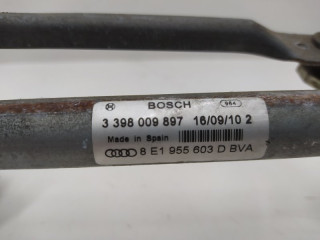 BOSCH
3 398 009 897 16/09/10 2
Made in Spain
8 E1 955 603 D BVA